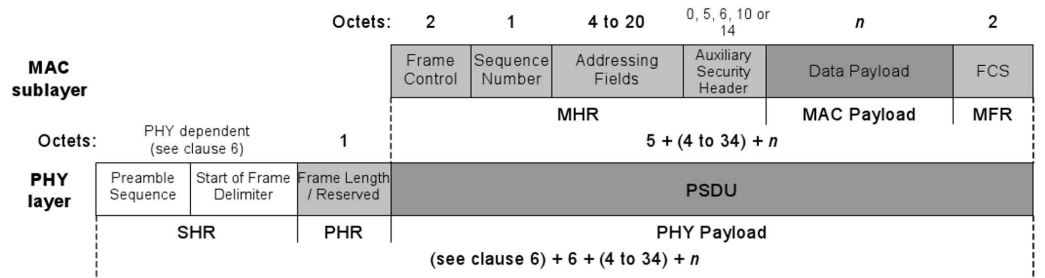 Octets: 2 1 4 to 20 0, 5, 6, 10 or 14 n 2
MAC sublayer
Frame Control
Sequence Number
Addressing Fields
Auxiliary Security Header
Data Payload
FCS
MHR MAC Payload MFR
Octets: PHY dependent (see clause 6) 1 5 + (4 to 34) + n
PHY layer
Preamble Sequence
Start of Frame Delimiter
Frame Length / Reserved
PSDU
SHR PHR PHY Payload
(see clause 6) + 6 + (4 to 34) + n